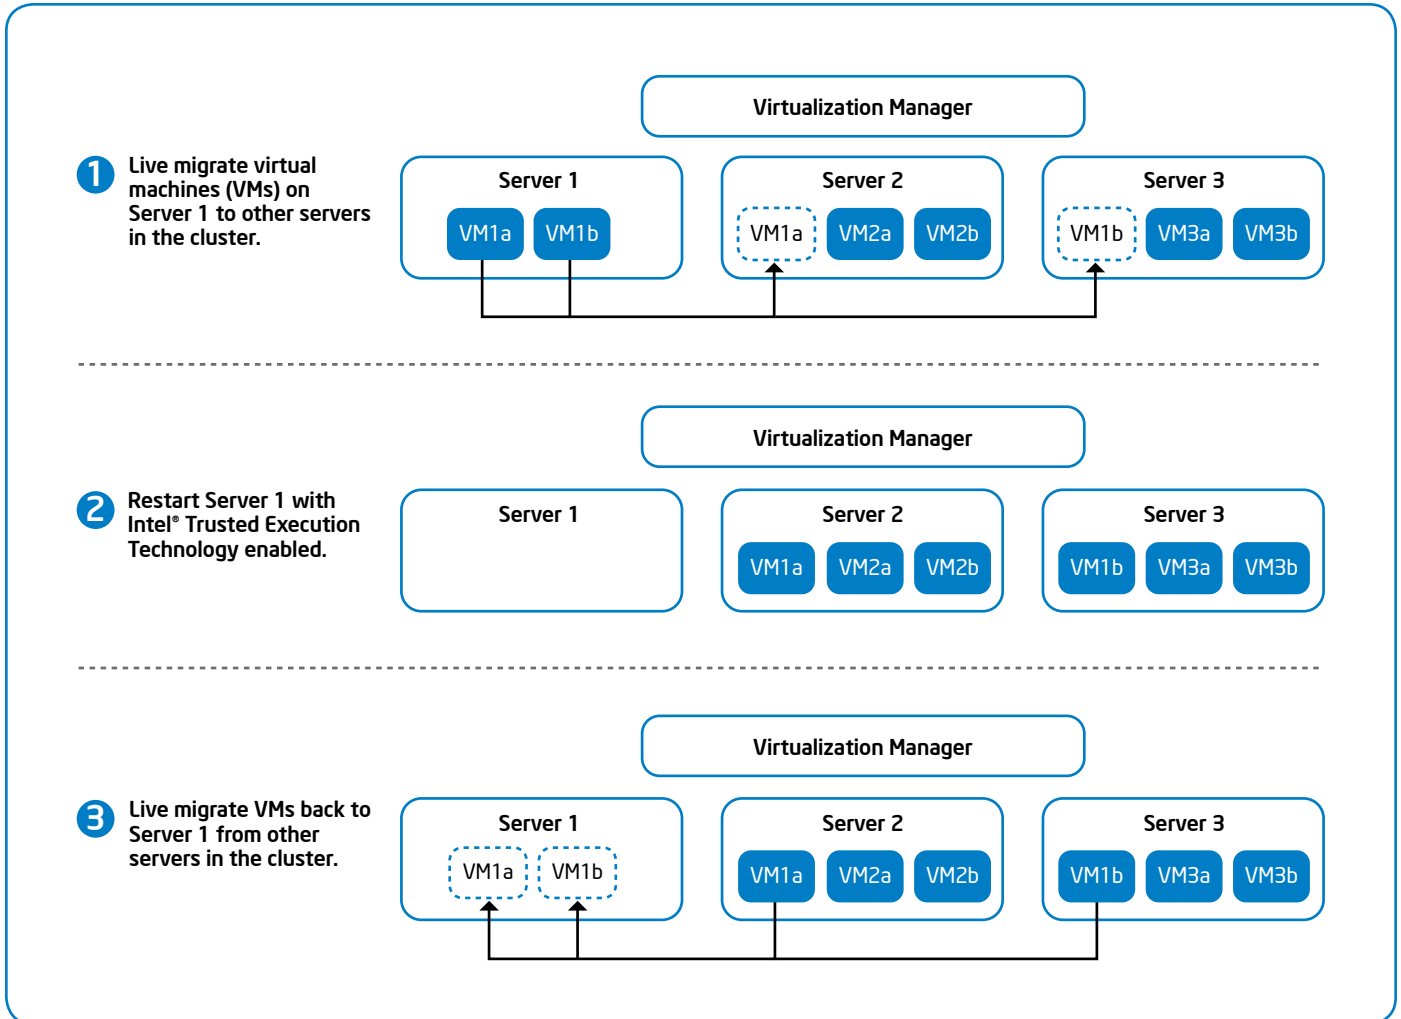 Virtualization Manager
1 Live migrate virtual
machines (VMs) on
Server 1 to other servers
in the cluster.
Server 1
VM1a VM1b
Server 2
VM1a VM2a VM2b
Server 3
VM1b VM3a VM3b
Virtualization Manager
2 Restart Server 1 with
Intel® Trusted Execution
Technology enabled.
Server 1
Server 2
VM1a VM2a VM2b
Server 3
VM1b VM3a VM3b
Virtualization Manager
3 Live migrate VMs back to
Server 1 from other
servers in the cluster.
Server 1
VM1a VM1b
Server 2
VM1a VM2a VM2b
Server 3
VM1b VM3a VM3b